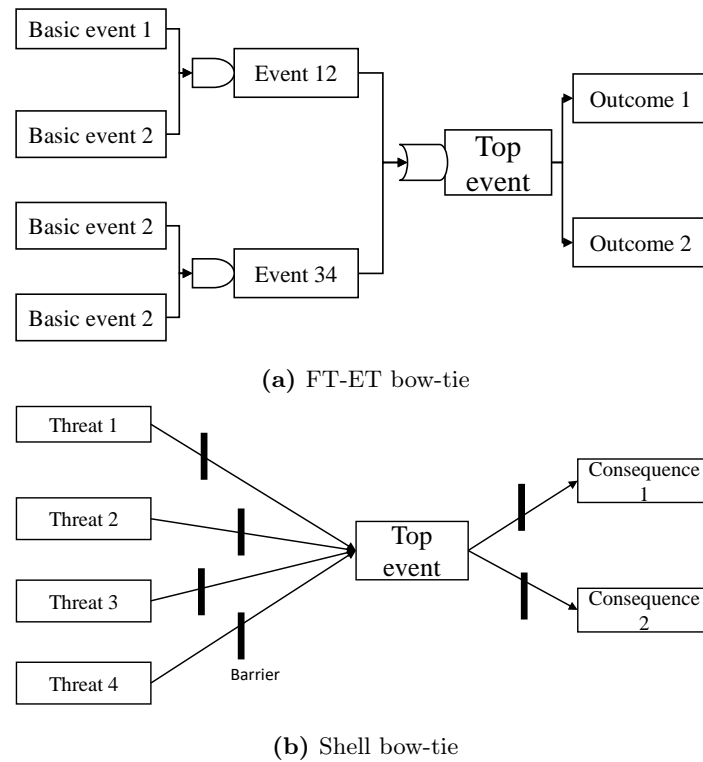 Basic event 1
Event 12
Basic event 2
Outcome 1
Top
event
Basic event 2
Outcome 2
Event 34
Basic event 2
(a) FT-ET bow-tie
Threat 1
Consequence
1
Threat 2
Top
event
Threat 3
Consequence
2
Threat 4
Barrier
(b) Shell bow-tie